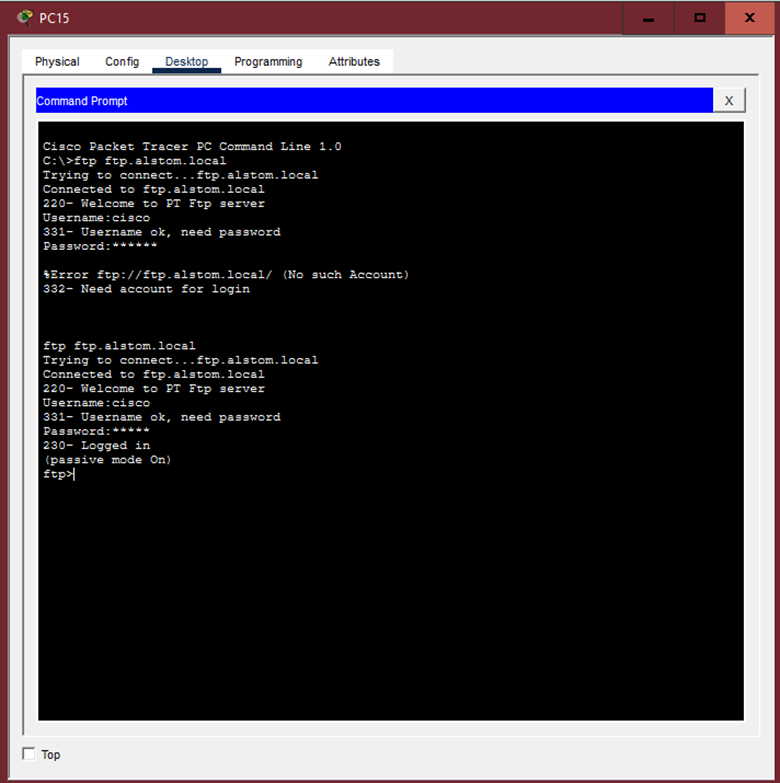 PC15
Physical Config Desktop Programming Attributes
Command Prompt
X
Cisco Packet Tracer PC Command Line 1.0
C:\>ftp ftp.alstom.local
Trying to connect...ftp.alstom.local
Connected to ftp.alstom.local
220- Welcome to PT Ftp server
Username:cisco
331- Username ok, need password
Password:******
%Error ftp://ftp.alstom.local/ (No such Account)
332- Need account for login
ftp ftp.alstom.local
Trying to connect...ftp.alstom.local
Connected to ftp.alstom.local
220- Welcome to PT Ftp server
Username:cisco
331- Username ok, need password
Password:*****
230- Logged in
(passive mode On)
ftp>
Top